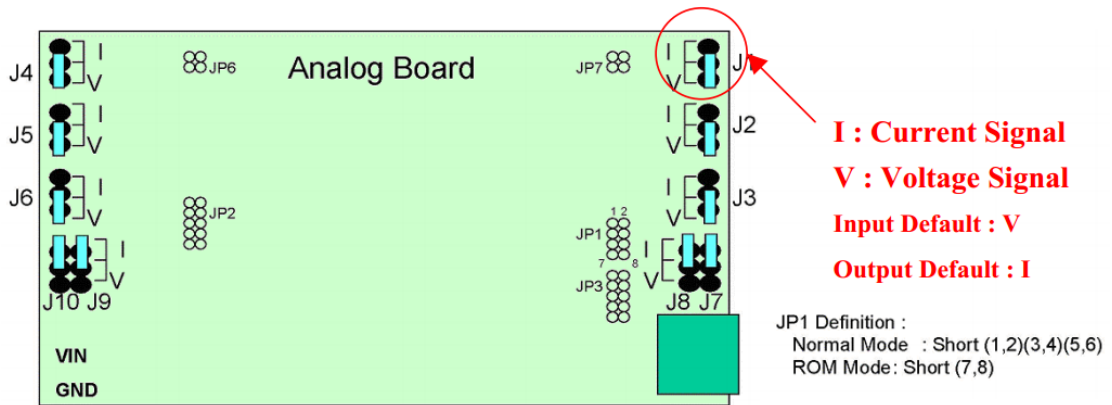 Analog Board
J4 I V
JP6
JP7
I V J1
J5 I V
I V J2
J6 I V
I V J3
JP2
1 2
JP1
7 8
JP3
I V
I V
J10 J9
J8 J7
VIN
GND
I : Current Signal
V : Voltage Signal
Input Default : V
Output Default : I
JP1 Definition :
Normal Mode : Short (1,2)(3,4)(5,6)
ROM Mode: Short (7,8)